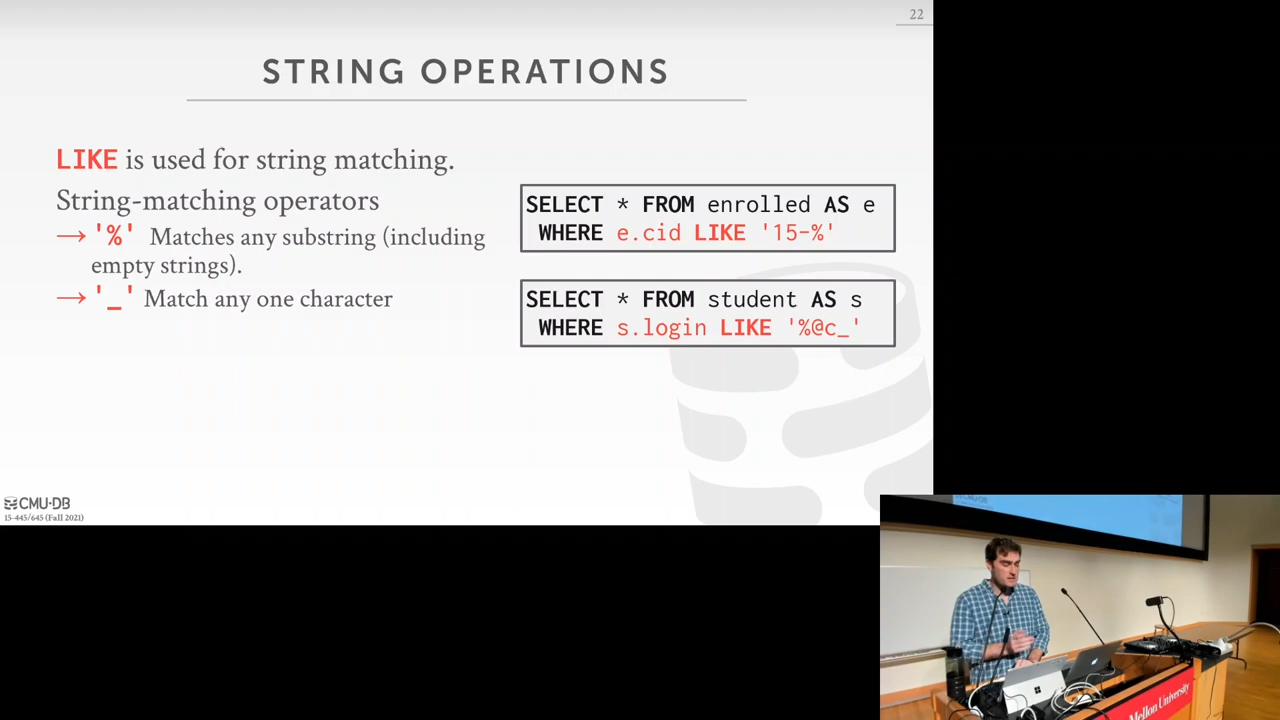 22
STRING OPERATIONS
LIKE is used for string matching.
String-matching operators
→ '%' Matches any substring (including
empty strings).
→ '_' Match any one character
SELECT * FROM enrolled AS e
WHERE e.cid LIKE '15-%'
SELECT * FROM student AS s
WHERE s.login LIKE '%@c_'
CMU·DB
15-445/645 (Fall 2021)
Mellon University